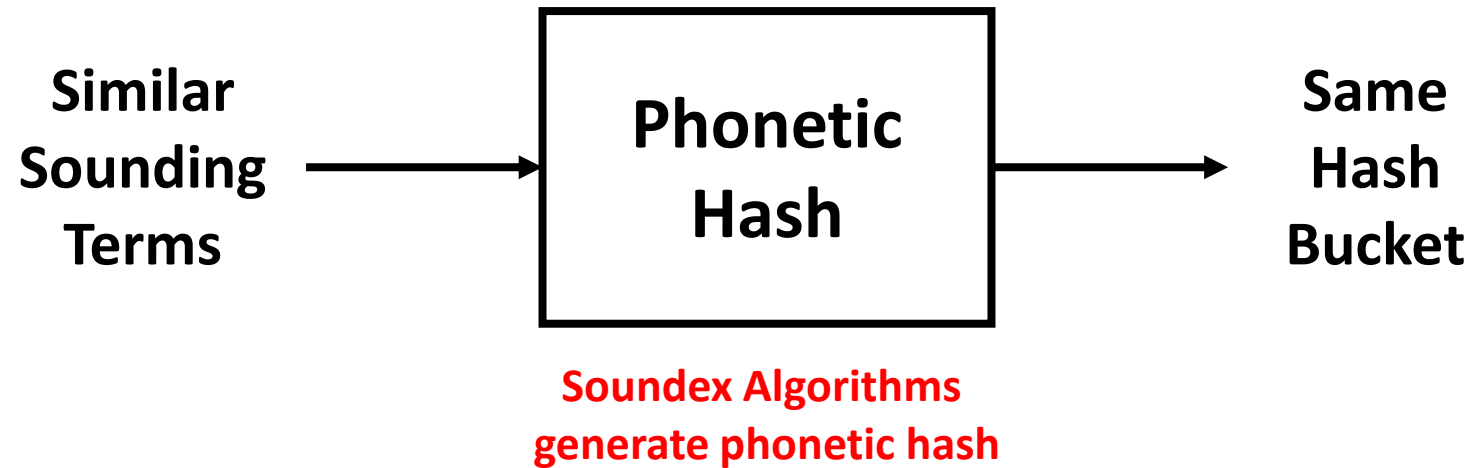 Similar
Sounding
Terms
Phonetic
Hash
Same
Hash
Bucket
Soundex Algorithms
generate phonetic hash